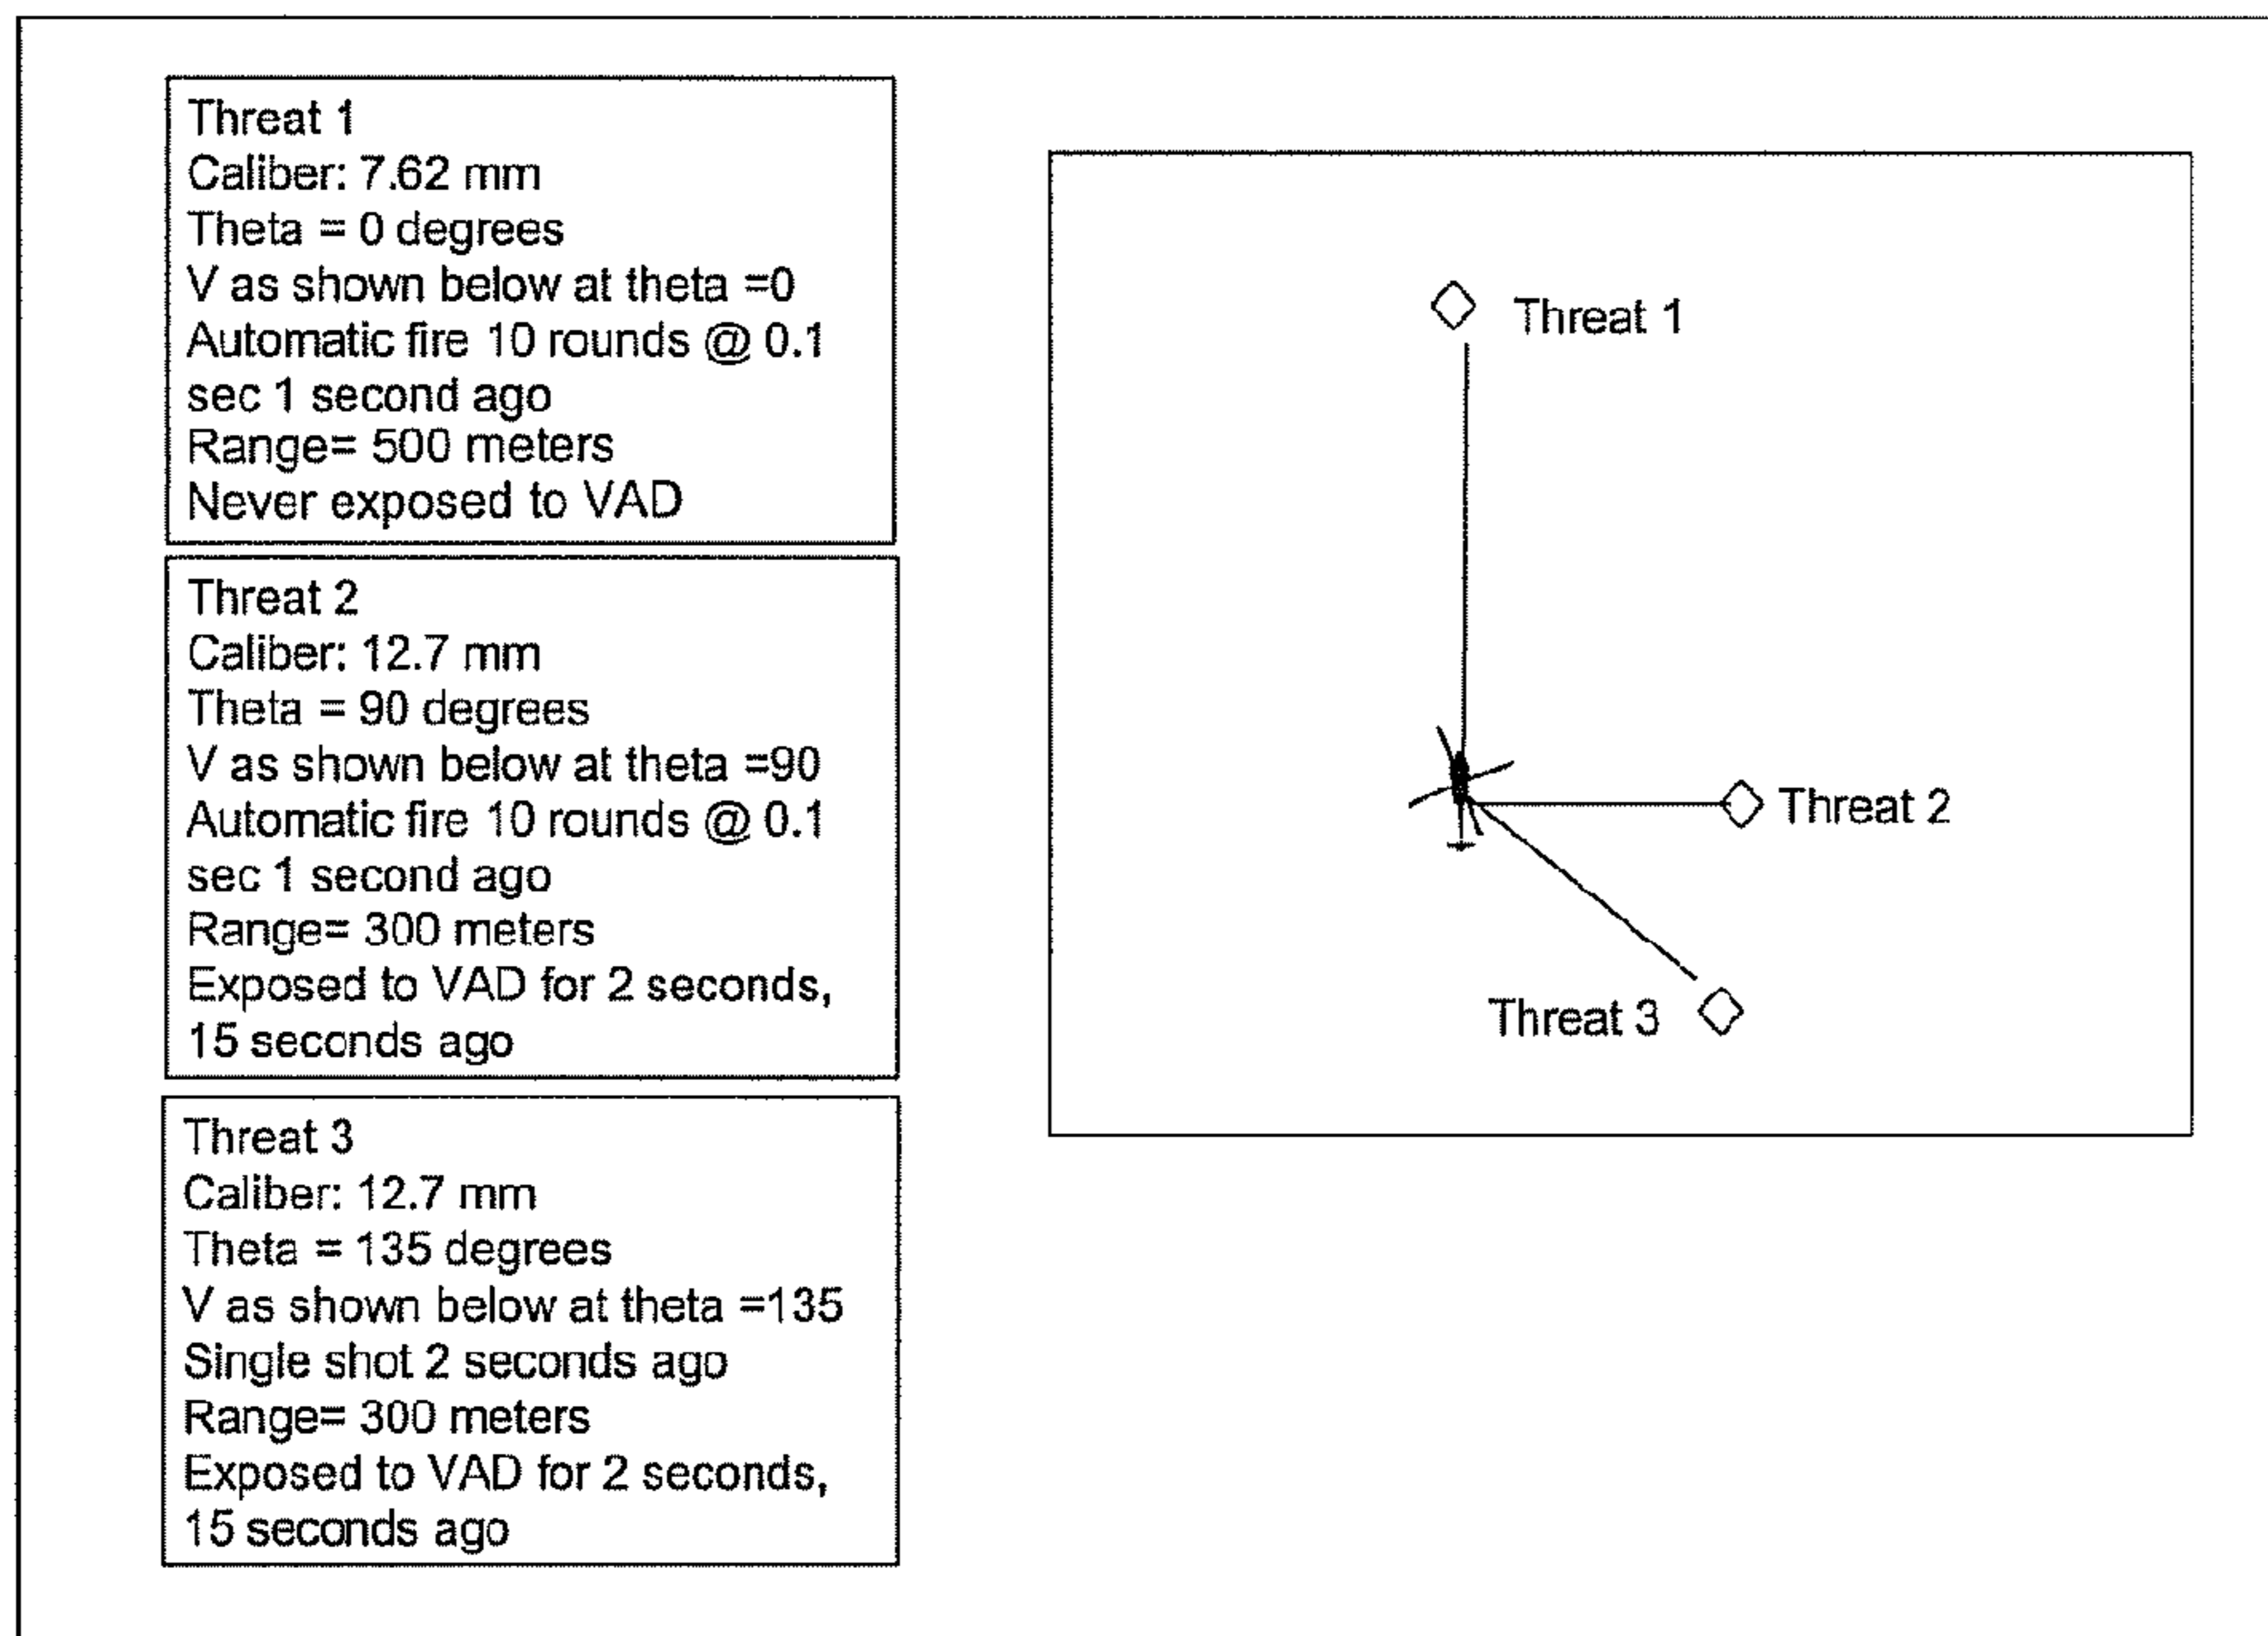 Threat 1
Caliber: 7.62 mm
Theta = 0 degrees
V as shown below at theta =0
Automatic fire 10 rounds @ 0.1
sec 1 second ago
Range= 500 meters
Never exposed to VAD
Threat 2
Caliber: 12.7 mm
Theta = 90 degrees
V as shown below at theta =90
Automatic fire 10 rounds @ 0.1
sec 1 second ago
Range= 300 meters
Exposed to VAD for 2 seconds,
15 seconds ago
Threat 3
Caliber: 12.7 mm
Theta = 135 degrees
V as shown below at theta =135
Single shot 2 seconds ago
Range= 300 meters
Exposed to VAD for 2 seconds,
15 seconds ago
Threat 1
Threat 2
Threat 3